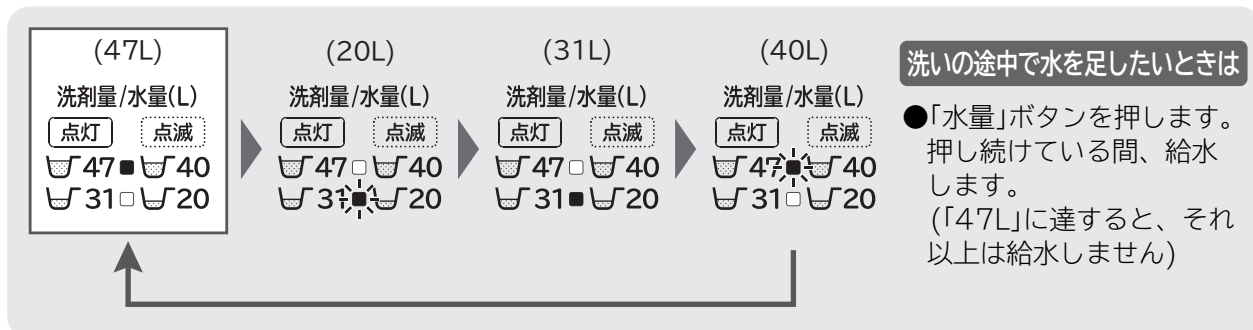 (47L)
洗剤量/水量(L)
点灯 点滅
47 40
31 20
(20L)
洗剤量/水量(L)
点灯 点滅
47 40
31 20
(31L)
洗剤量/水量(L)
点灯 点滅
47 40
31 20
(40L)
洗剤量/水量(L)
点灯 点滅
47 40
31 20
洗いの途中で水を足したいときは
●「水量」ボタンを押します。
押し続けている間、給水
します。
(「47L」に達すると、それ
以上は給水しません)